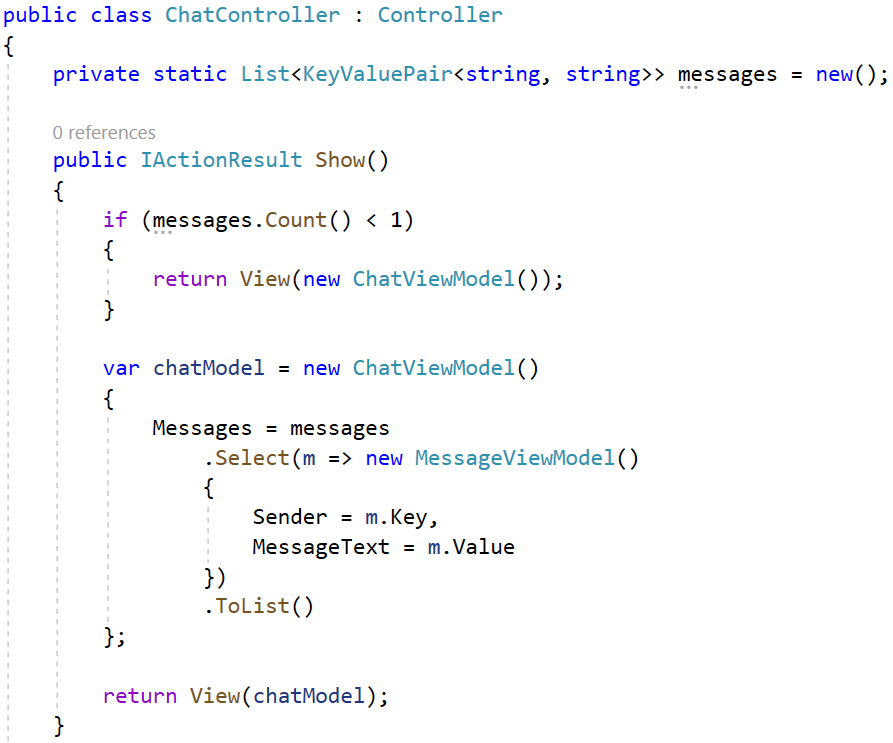 public class ChatController : Controller
{
    private static List<KeyValuePair<string, string>> messages = new();

    0 references
    public IActionResult Show()
    {
        if (messages.Count() < 1)
        {
            return View(new ChatViewModel());
        }

        var chatModel = new ChatViewModel()
        {
            Messages = messages
                .Select(m => new MessageViewModel()
                {
                    Sender = m.Key,
                    MessageText = m.Value
                })
                .ToList()
        };

        return View(chatModel);
    }